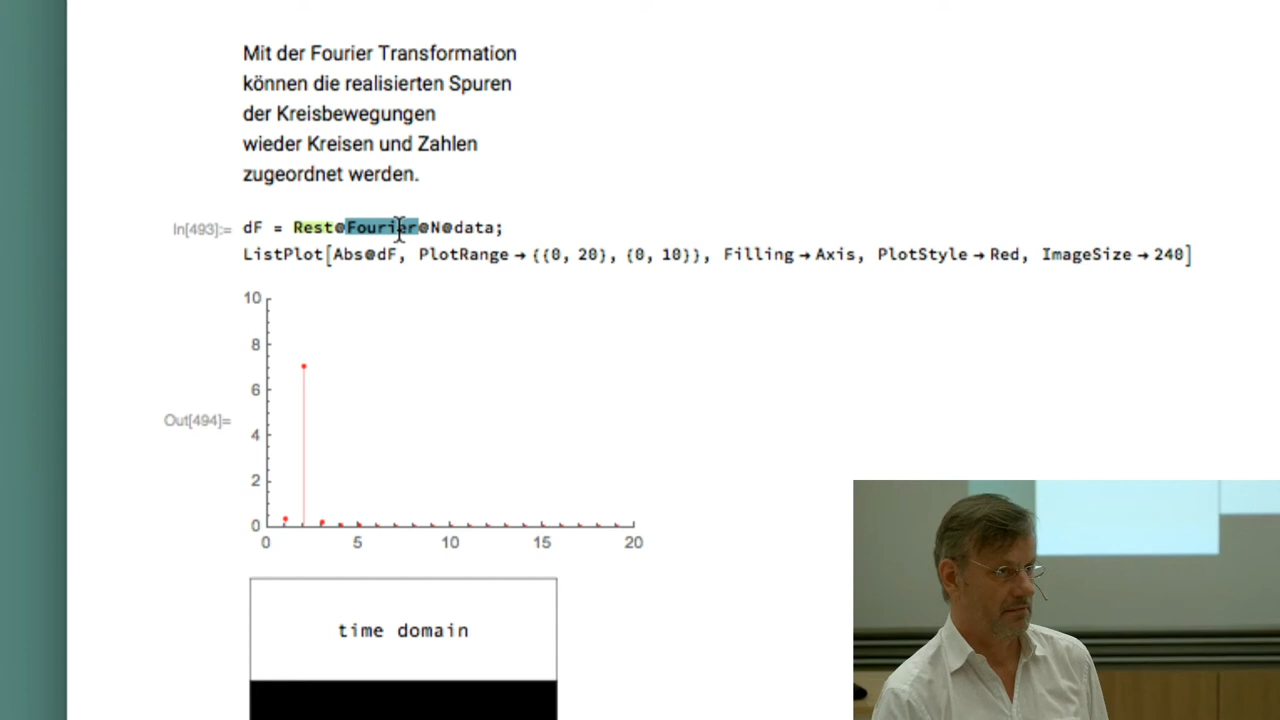 Mit der Fourier Transformation
können die realisierten Spuren
der Kreisbewegungen
wieder Kreisen und Zahlen
zugeordnet werden.
In[493]:= dF = Rest@Fourier@N@data;
ListPlot[Abs@dF, PlotRange → {{0, 20}, {0, 10}}, Filling → Axis, PlotStyle → Red, ImageSize → 240]
10
8
6
Out[494]=
4
2
0
0 5 10 15 20
time domain